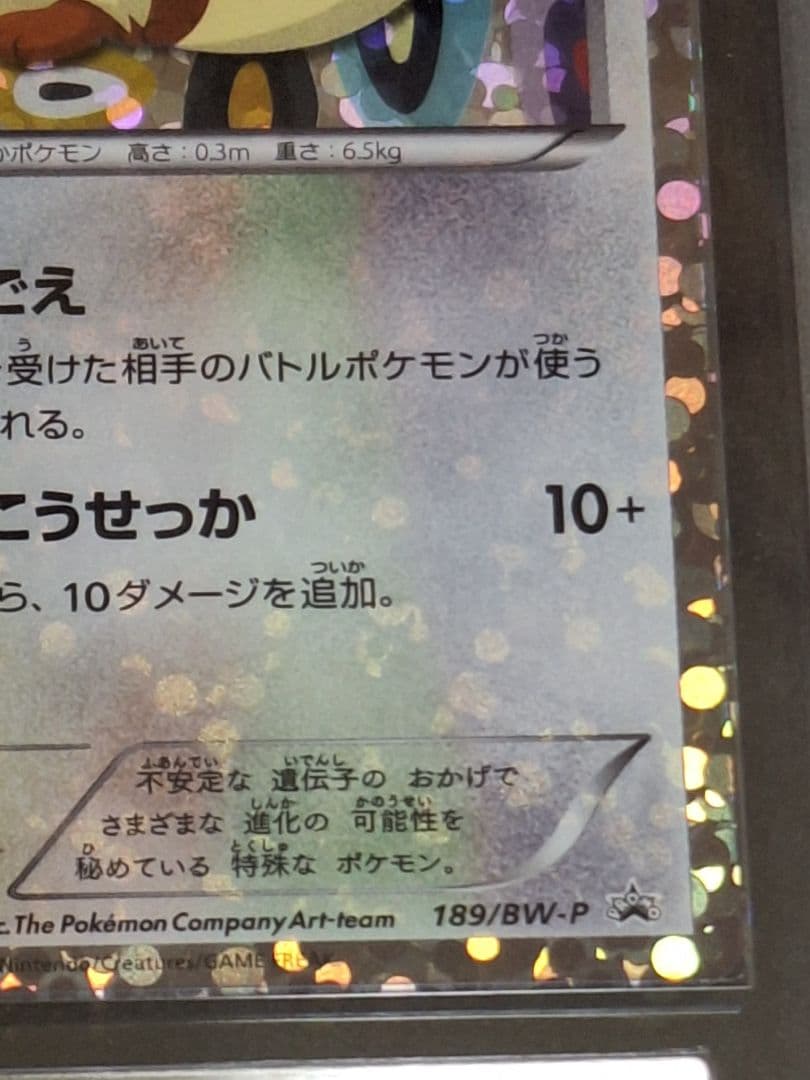 かポケモン 高さ：0.3m 重さ：6.5kg
ごえ
受けた相手のバトルポケモンが使う
れる。
こうせっか 10+
ら、10ダメージを追加。
不安定な 遺伝子の おかげで
さまざまな 進化の 可能性を
秘めている 特殊な ポケモン。
c. The Pokémon Company Art-team 189/BW-P
Nintendo/Creatures/GAME FREAK